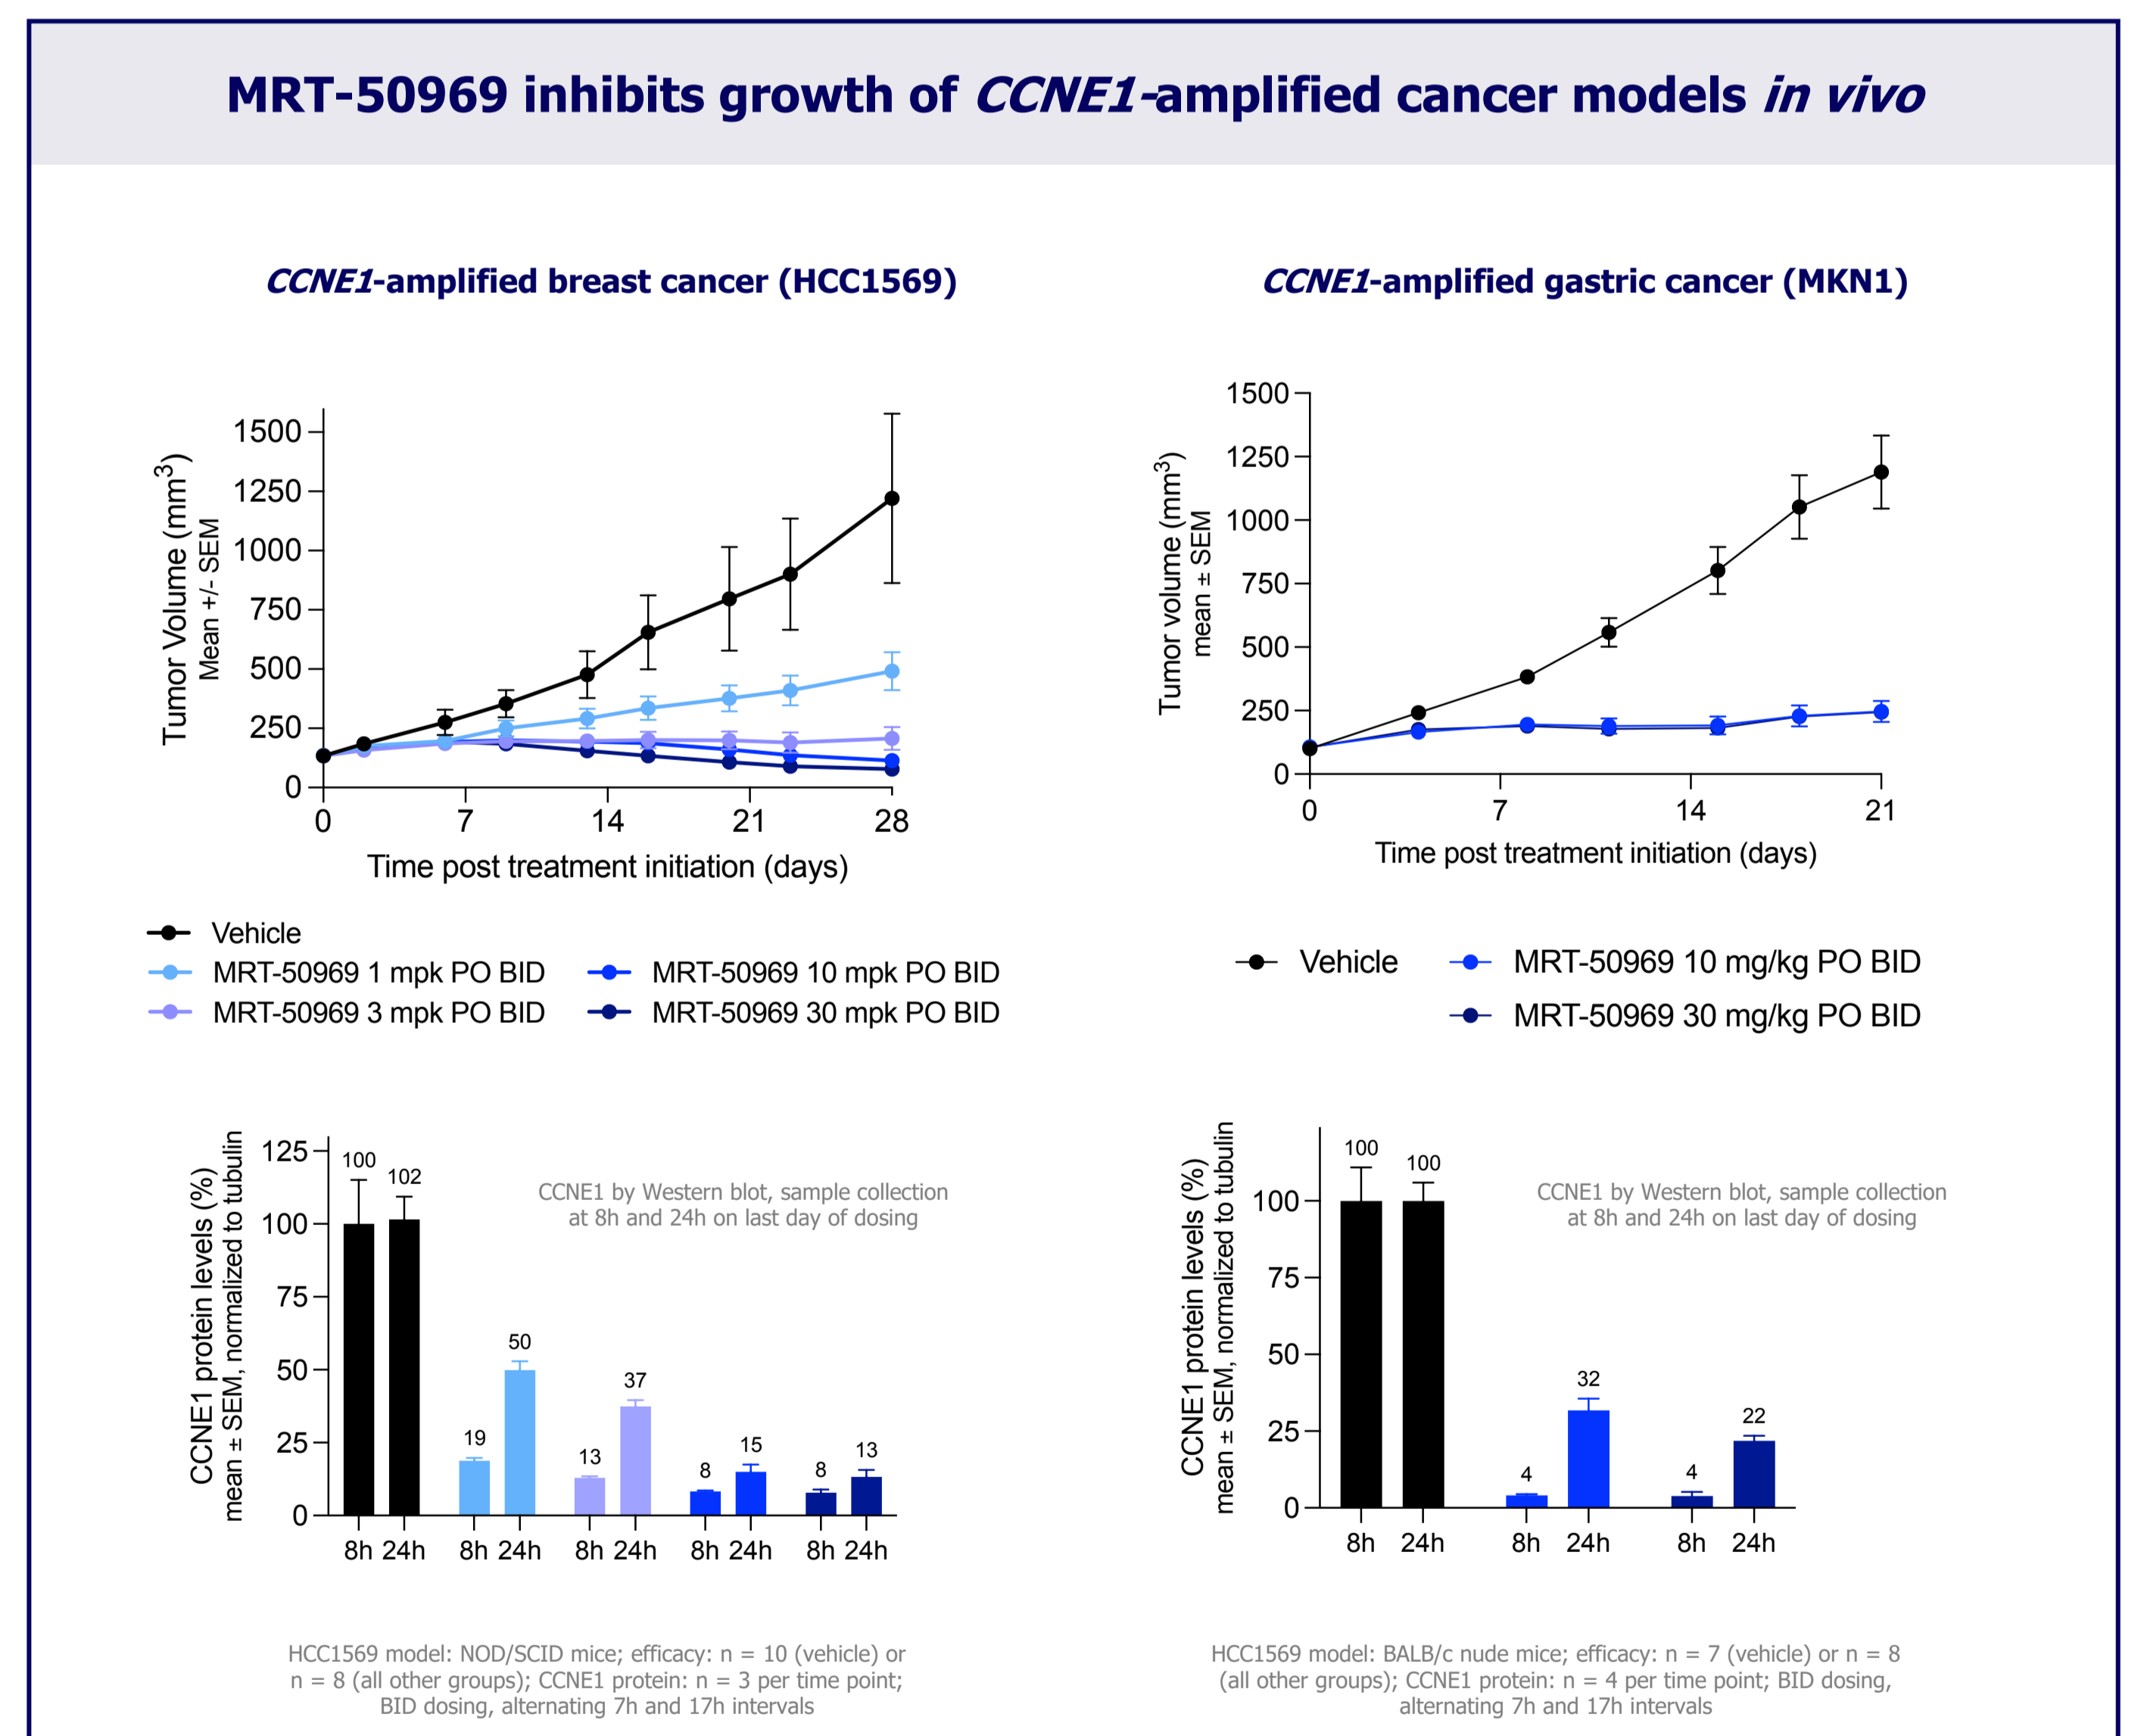 MRT-50969 inhibits growth of CCNE1-amplified cancer models in vivo
CCNE1-amplified breast cancer (HCC1569)
Tumor Volume (mm³)
Mean +/- SEM
1500
1250
1000
750
500
250
0
0 7 14 21 28
Time post treatment initiation (days)
Vehicle
MRT-50969 1 mpk PO BID
MRT-50969 3 mpk PO BID
MRT-50969 10 mpk PO BID
MRT-50969 30 mpk PO BID
CCNE1 protein levels (%)
mean ± SEM, normalized to tubulin
125
100
75
50
25
0
100 102 19 50 13 37 8 15 8 13
CCNE1 by Western blot, sample collection
at 8h and 24h on last day of dosing
8h 24h 8h 24h 8h 24h 8h 24h 8h 24h
HCC1569 model: NOD/SCID mice; efficacy: n = 10 (vehicle) or
n = 8 (all other groups); CCNE1 protein: n = 3 per time point;
BID dosing, alternating 7h and 17h intervals
CCNE1-amplified gastric cancer (MKN1)
Tumor volume (mm³)
mean ± SEM
1500
1250
1000
750
500
250
0
0 7 14 21
Time post treatment initiation (days)
Vehicle
MRT-50969 10 mg/kg PO BID
MRT-50969 30 mg/kg PO BID
CCNE1 protein levels (%)
mean ± SEM, normalized to tubulin
100
75
50
25
0
100 100 4 32 4 22
CCNE1 by Western blot, sample collection
at 8h and 24h on last day of dosing
8h 24h 8h 24h 8h 24h
HCC1569 model: BALB/c nude mice; efficacy: n = 7 (vehicle) or n = 8
(all other groups); CCNE1 protein: n = 4 per time point; BID dosing,
alternating 7h and 17h intervals